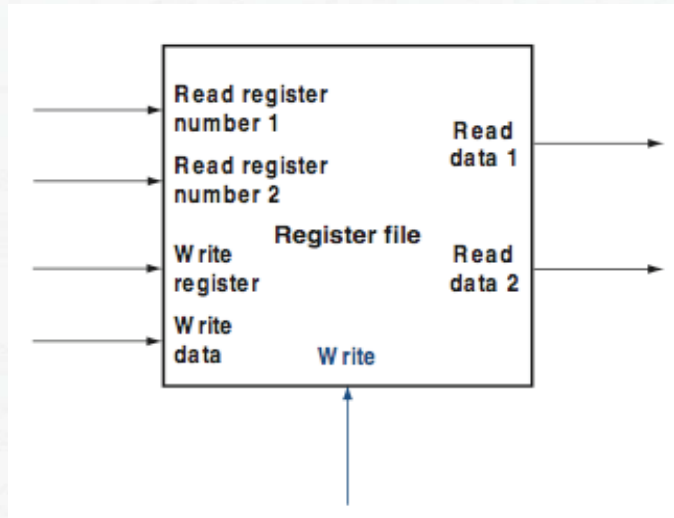 Read register
number 1
Read
data 1
Read register
number 2
Register file
Write
register
Read
data 2
Write
data
Write